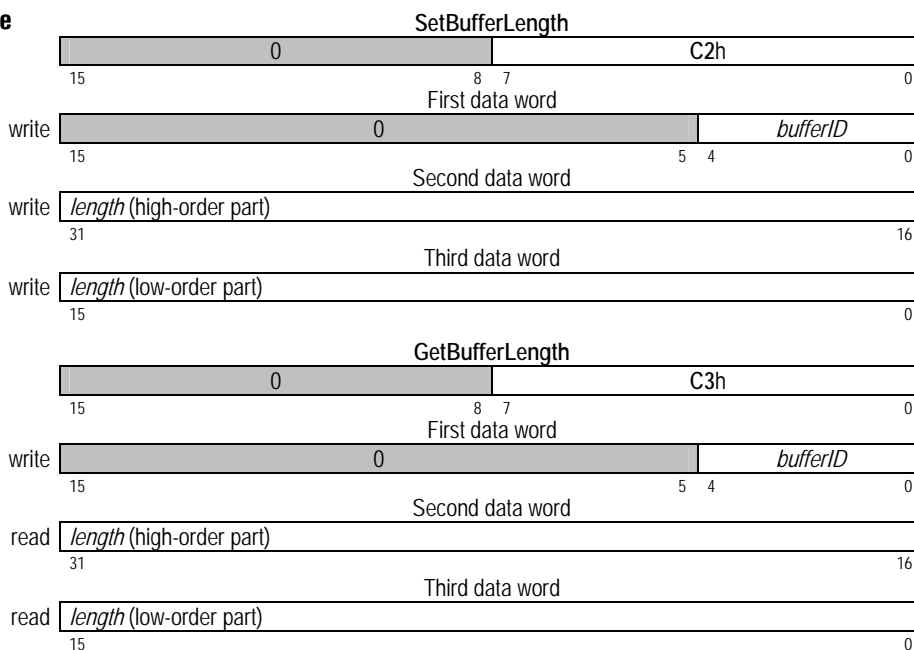 e
SetBufferLength
0 C2h
15 8 7 0
First data word
write 0 bufferID
15 5 4 0
Second data word
write length (high-order part)
31 16
Third data word
write length (low-order part)
15 0
GetBufferLength
0 C3h
15 8 7 0
First data word
write 0 bufferID
15 5 4 0
Second data word
read length (high-order part)
31 16
Third data word
read length (low-order part)
15 0